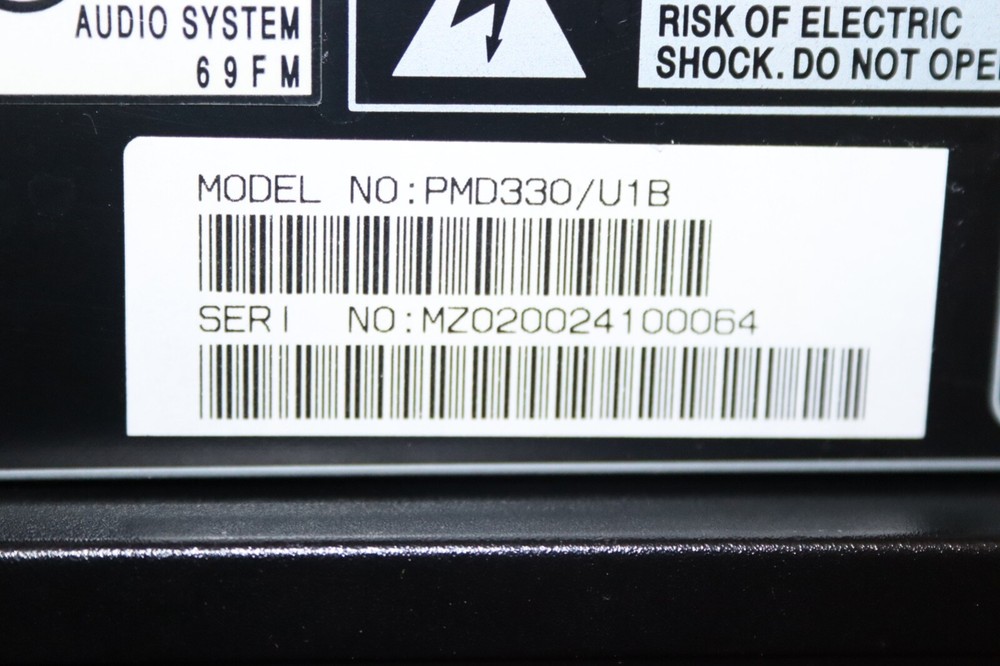 AUDIO SYSTEM
69FM
RISK OF ELECTRIC
SHOCK. DO NOT OPE
MODEL NO:PMD330/U1B
SERI NO:MZ020024100064